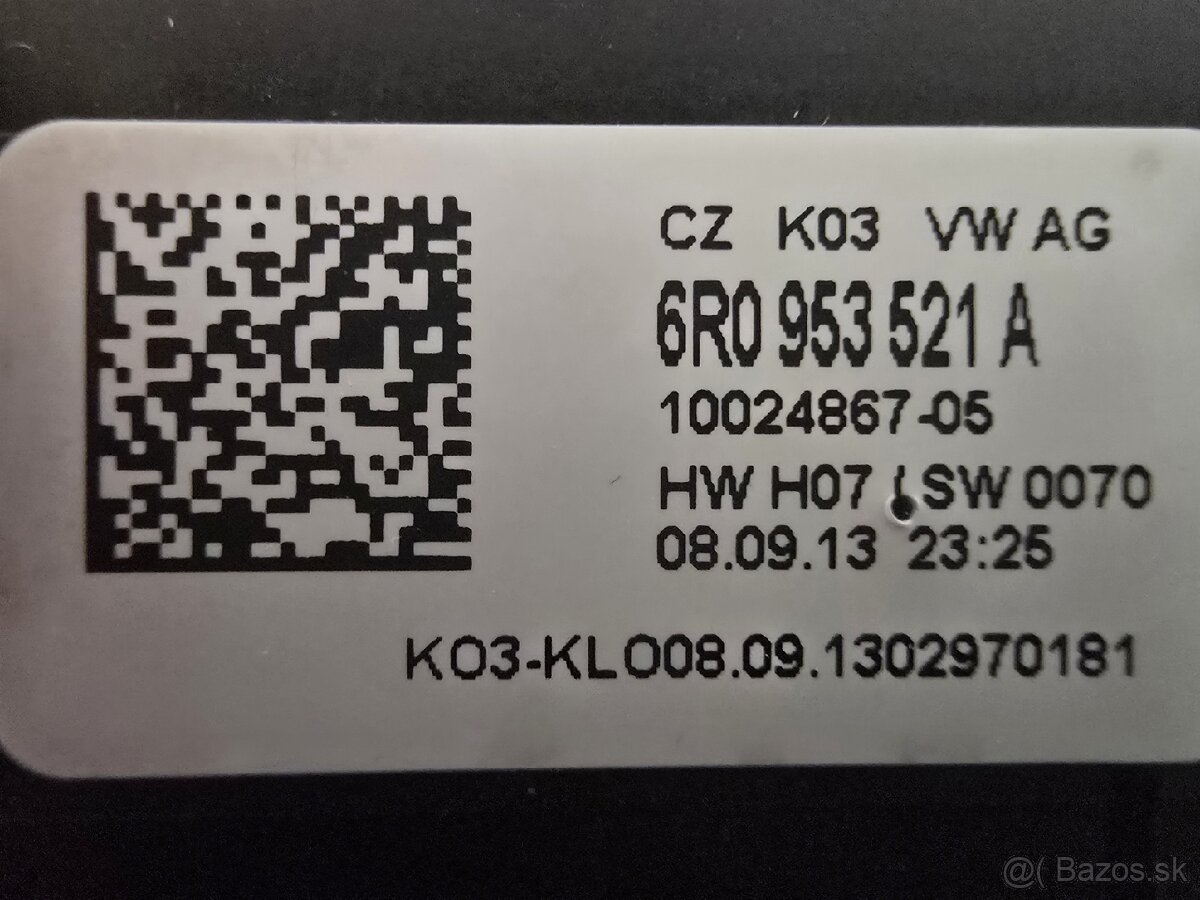 CZ K03 VW AG
6R0 953 521 A
10024867-05
HW H07 / SW 0070
08.09.13 23:25
K03-KLO08.09.1302970181
@( Bazos.sk